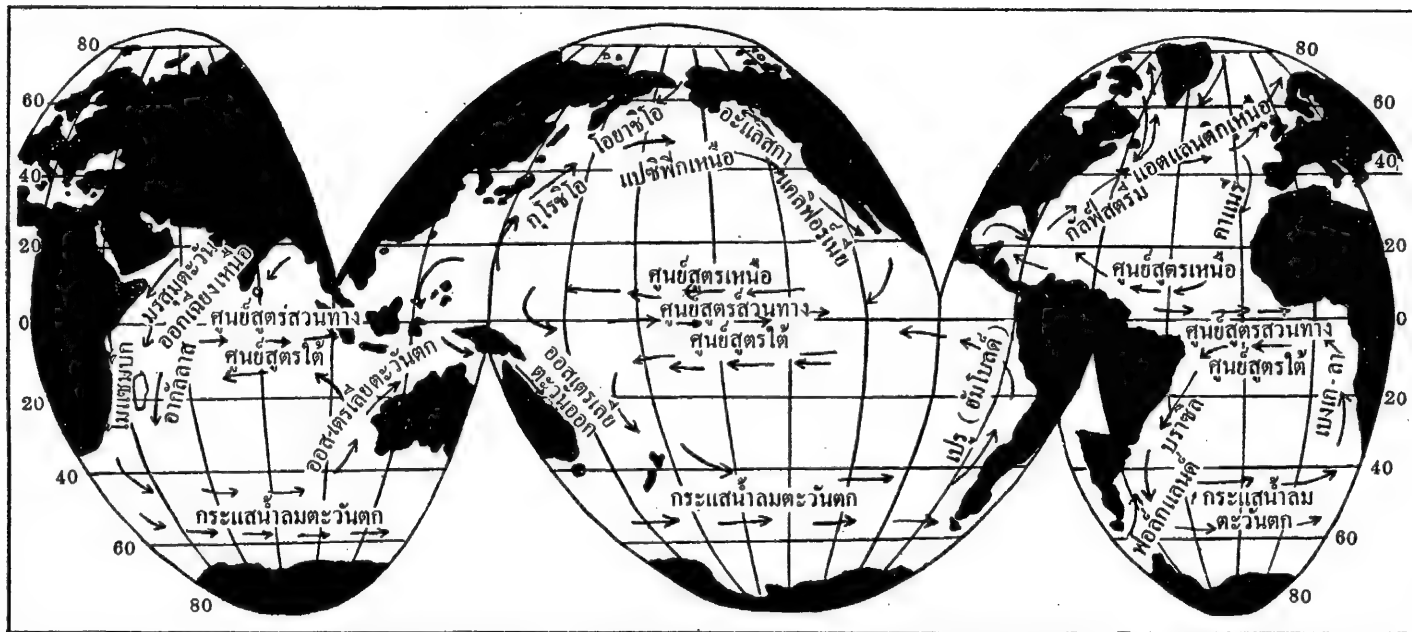 80
60
40
20
0
20
40
60
80
มรสุมตะวัน
ออกเฉียงเหนือ
ศูนย์สูตรสวนทาง
ศูนย์สูตรใต้
โมแซมบิก
อากัลลาส
ออสเตรเลียตะวันตก
กระแสน้ำลมตะวันตก
โอยาชิโอ
อะแลสกา
แปซิฟิกเหนือ
กุโรชิโอ
แคลิฟอร์เนีย
ศูนย์สูตรเหนือ
ศูนย์สูตรสวนทาง
ศูนย์สูตรใต้
ออสเตรเลีย
ตะวันออก
เปรู (ฮัมโบลต์)
กระแสน้ำลมตะวันตก
80
60
40
20
0
20
40
60
80
แอตแลนตกเหนือ
กัลฟ์สตรีม
คาแนรี
ศูนย์สูตรเหนือ
ศูนย์สูตรสวนทาง
ศูนย์สูตรใต้
เบงเก-ลา
บราซิล
ฟอล์กแลนด์
กระแสน้ำลม
ตะวันตก